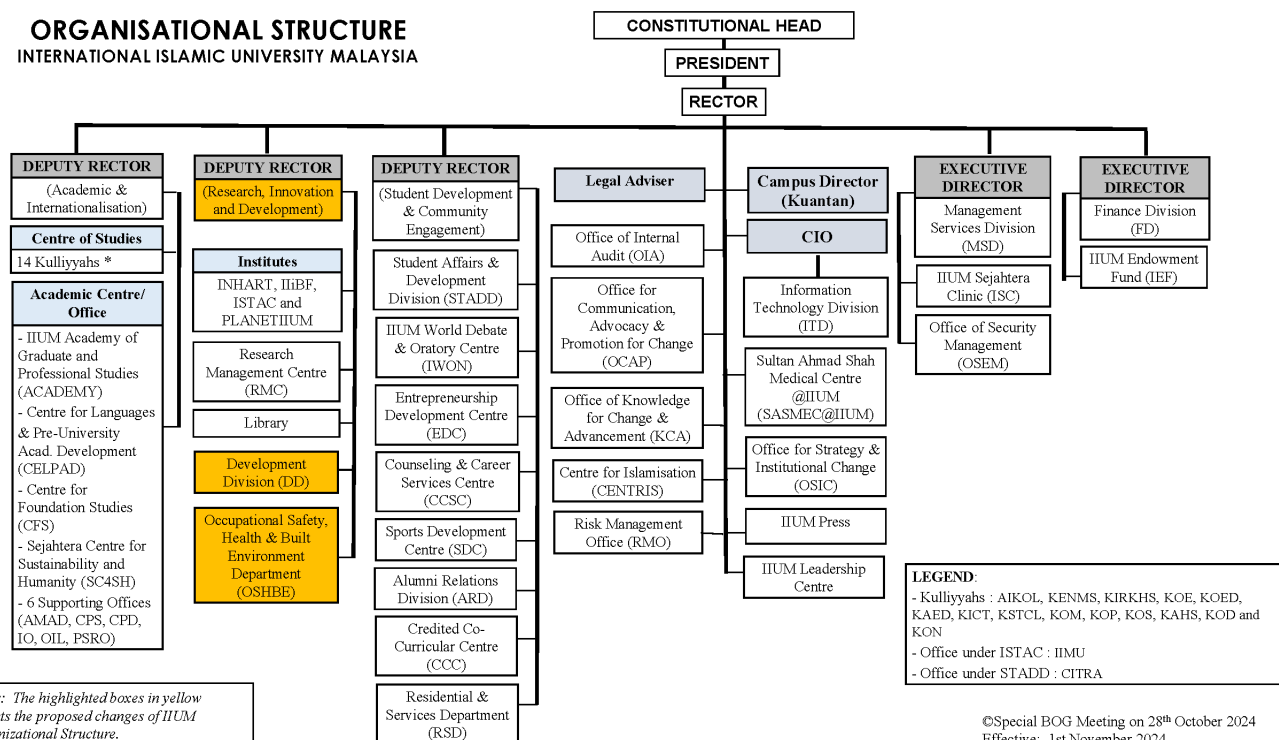 ORGANISATIONAL STRUCTURE
INTERNATIONAL ISLAMIC UNIVERSITY MALAYSIA
CONSTITUTIONAL HEAD
PRESIDENT
RECTOR
DEPUTY RECTOR
(Academic &
Internationalisation)
Centre of Studies
14 Kulliyyahs *
Academic Centre/
Office
- IIUM Academy of
Graduate and
Professional Studies
(ACADEMY)
- Centre for Languages
& Pre-University
Acad. Development
(CELPAD)
- Centre for
Foundation Studies
(CFS)
- Sejahtera Centre for
Sustainability and
Humanity (SC4SH)
- 6 Supporting Offices
(AMAD, CPS, CPD,
IO, OIL, PSRO)
DEPUTY RECTOR
(Research, Innovation
and Development)
Institutes
INHART, IIiBF,
ISTAC and
PLANETIIUM
Research
Management Centre
(RMC)
Library
Development
Division (DD)
Occupational Safety,
Health & Built
Environment
Department
(OSHBE)
DEPUTY RECTOR
(Student Development
& Community
Engagement)
Student Affairs &
Development
Division (STADD)
IIUM World Debate
& Oratory Centre
(IWON)
Entrepreneurship
Development Centre
(EDC)
Counseling & Career
Services Centre
(CCSC)
Sports Development
Centre (SDC)
Alumni Relations
Division (ARD)
Credited Co-
Curricular Centre
(CCC)
Residential &
Services Department
(RSD)
Legal Adviser
Office of Internal
Audit (OIA)
Office for
Communication,
Advocacy &
Promotion for Change
(OCAP)
Office of Knowledge
for Change &
Advancement (KCA)
Centre for Islamisation
(CENTRIS)
Risk Management
Office (RMO)
Campus Director
(Kuantan)
CIO
Information
Technology Division
(ITD)
Sultan Ahmad Shah
Medical Centre
@IIUM
(SASMEC@IIUM)
Office for Strategy &
Institutional Change
(OSIC)
IIUM Press
IIUM Leadership
Centre
EXECUTIVE
DIRECTOR
Management
Services Division
(MSD)
IIUM Sejahtera
Clinic (ISC)
Office of Security
Management
(OSEM)
EXECUTIVE
DIRECTOR
Finance Division
(FD)
IIUM Endowment
Fund (IEF)
LEGEND:
- Kulliyyahs : AIKOL, KENMS, KIRKHS, KOE, KOED,
KAED, KICT, KSTCL, KOM, KOP, KOS, KAHS, KOD and
KON
- Office under ISTAC : IIMU
- Office under STADD : CITRA
: The highlighted boxes in yellow
the proposed changes of IIUM
Structure.
©Special BOG Meeting on 28th October 2024
Effective: 1st November 2024